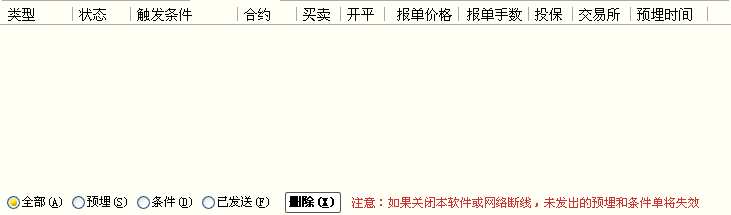 类型 状态 触发条件 合约 买卖 开平 报单价格 报单手数 投保 交易所 预埋时间
全部(A) 预埋(S) 条件(D) 已发送(F) 删除(X) 注意：如果关闭本软件或网络断线，未发出的预埋和条件单将失效